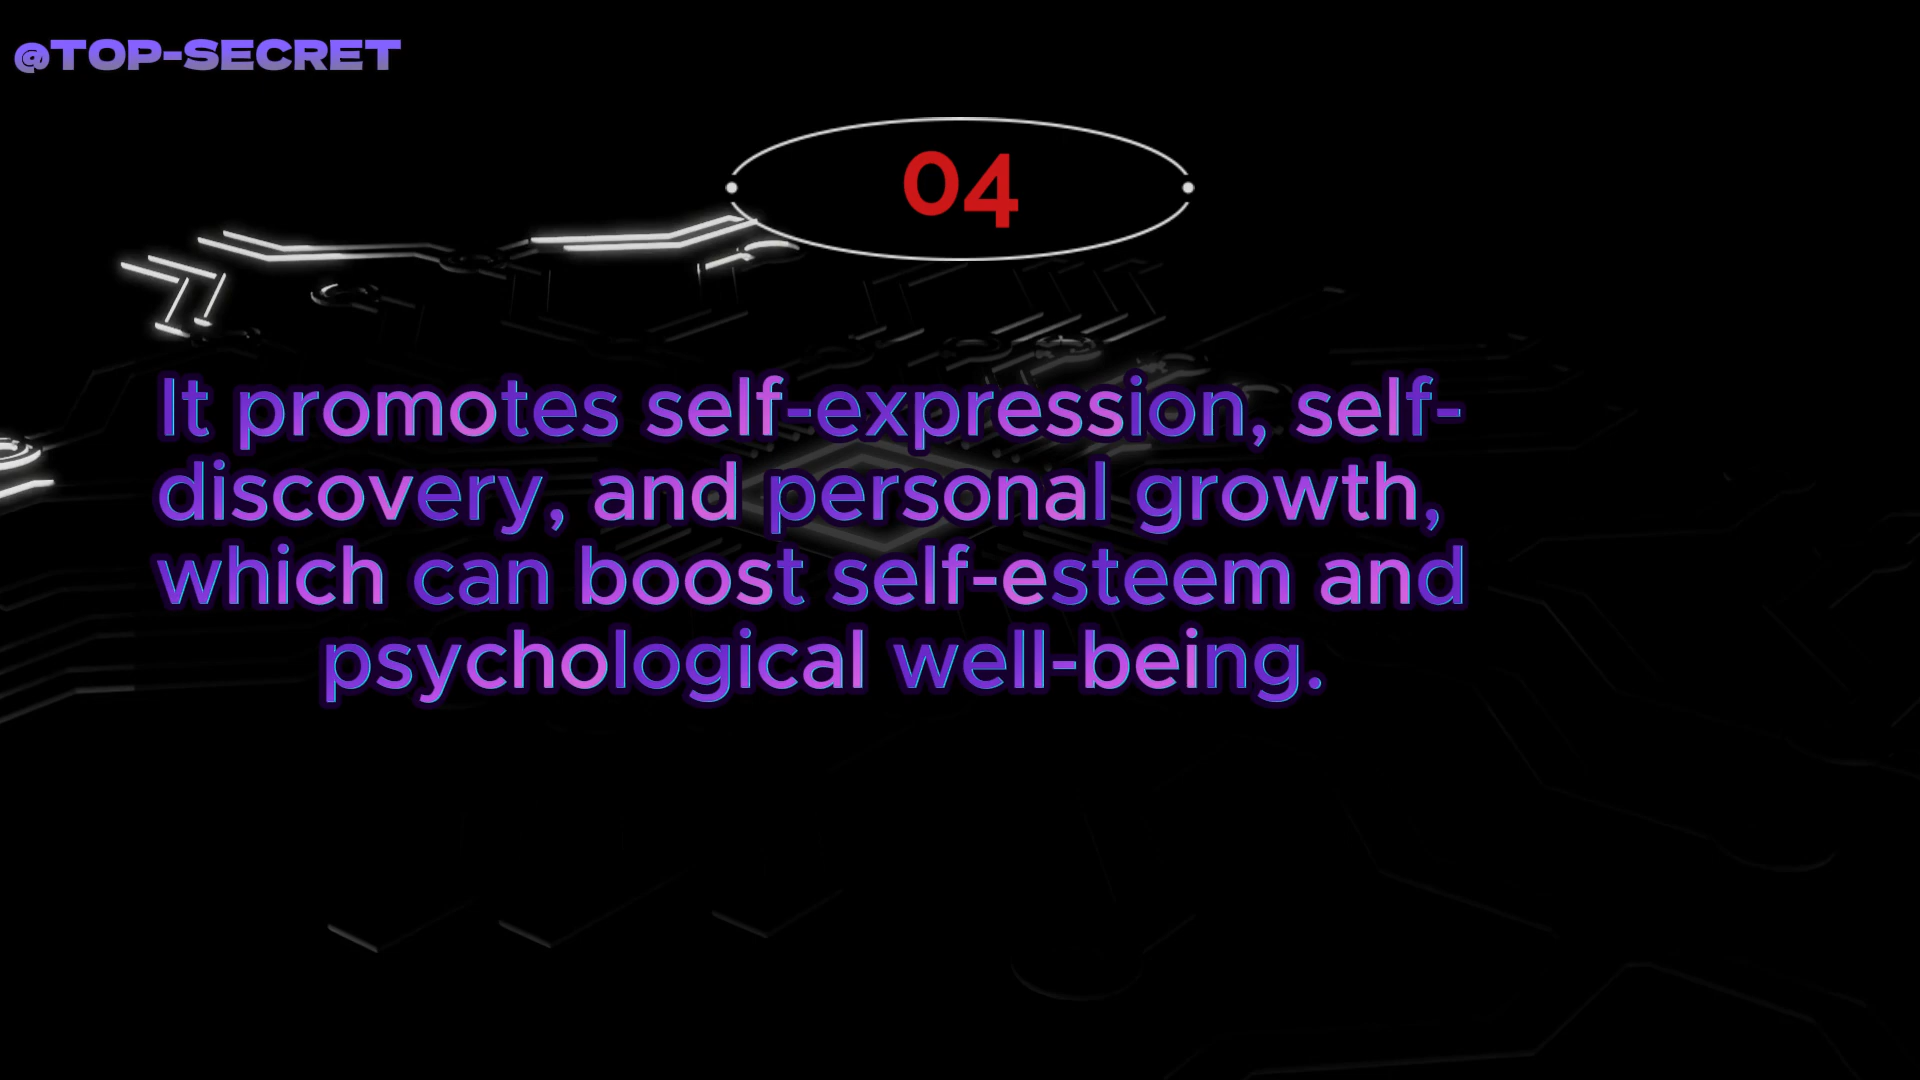 @TOP-SECRET
04
It promotes self-expression, self-
discovery, and personal growth,
which can boost self-esteem and
psychological well-being.